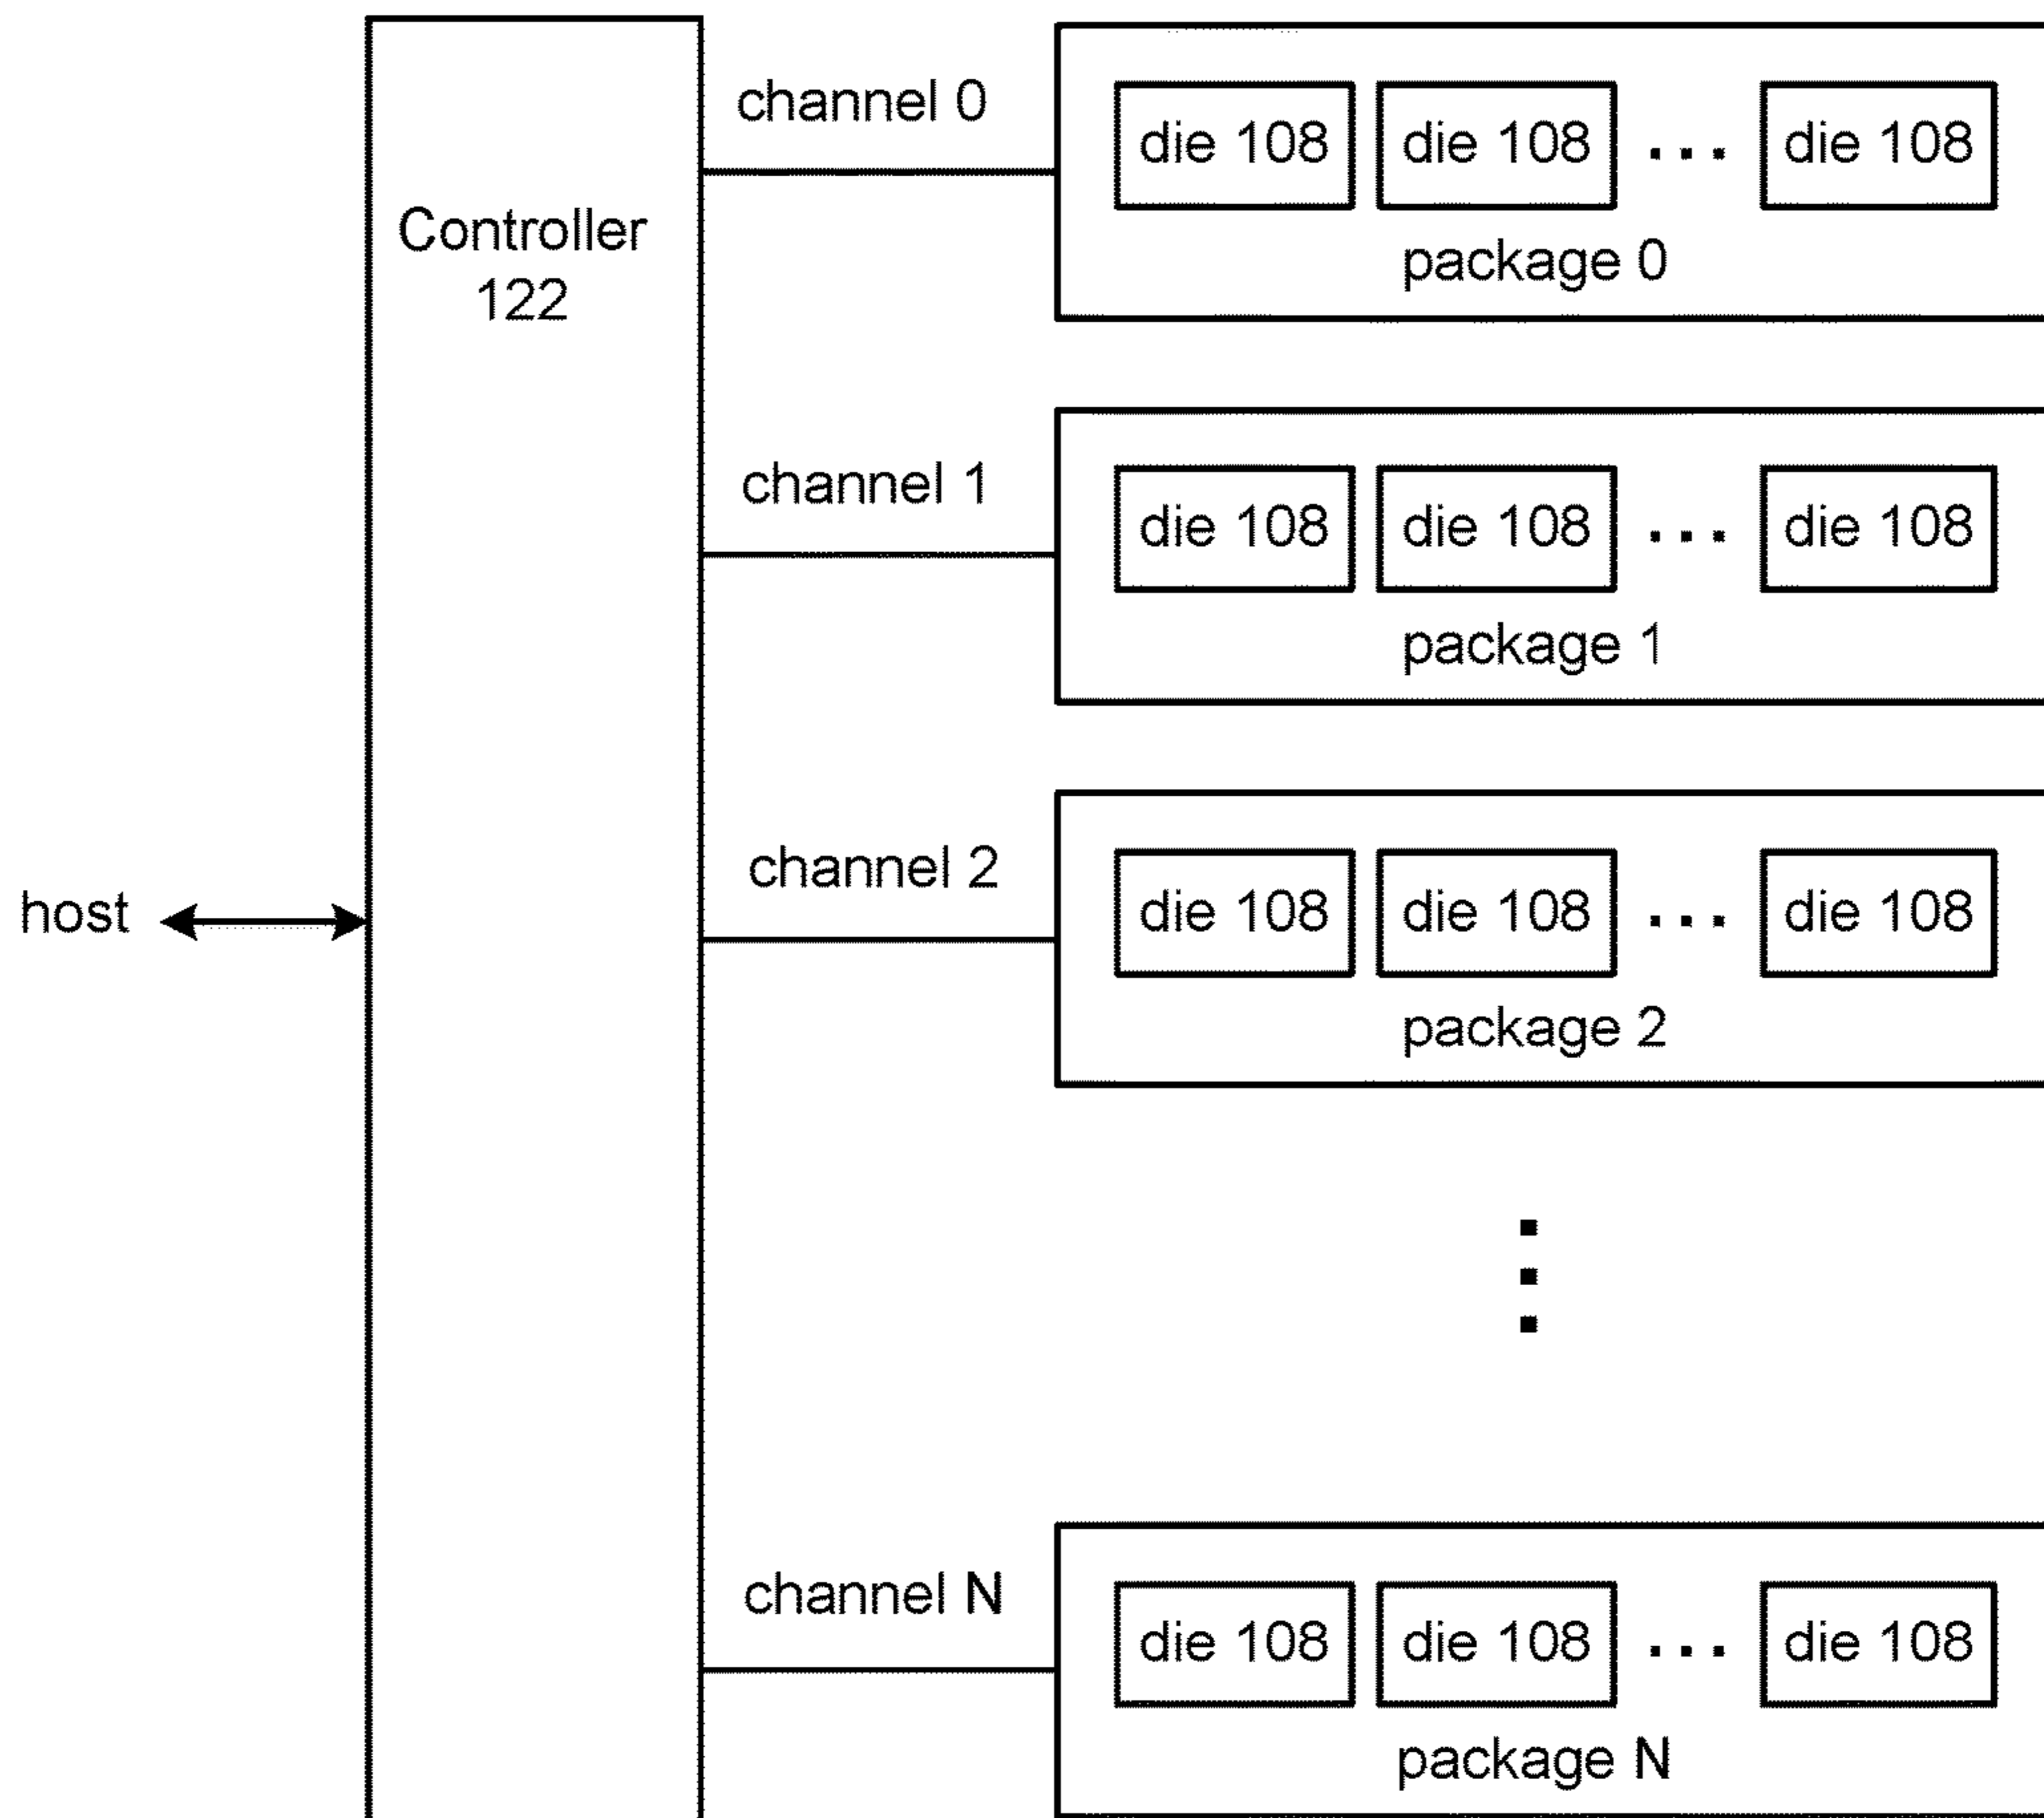 channel 0
die 108 die 108 ... die 108
Controller
122
package 0
channel 1
die 108 die 108 ... die 108
package 1
channel 2
die 108 die 108 ... die 108
host
package 2
channel N
die 108 die 108 ... die 108
package N